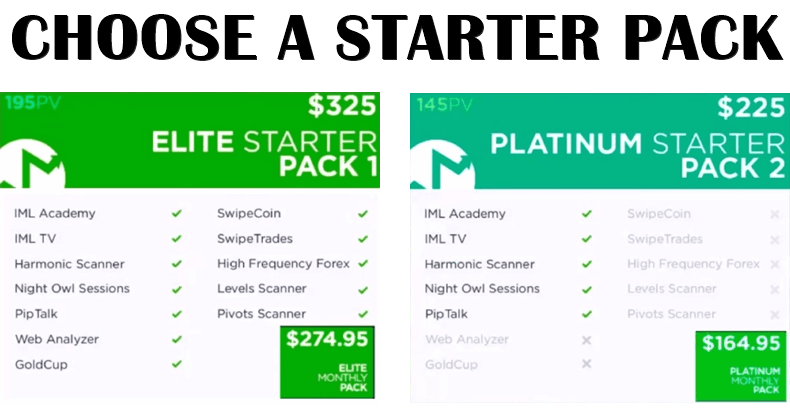 CHOOSE A STARTER PACK
195PV
$325
ELITE STARTER
PACK 1
IML Academy
IML TV
Harmonic Scanner
Night Owl Sessions
PipTalk
Web Analyzer
GoldCup
SwipeCoin
SwipeTrades
High Frequency Forex
Levels Scanner
Pivots Scanner
$274.95
ELITE
MONTHLY
PACK
145PV
$225
PLATINUM STARTER
PACK 2
IML Academy
IML TV
Harmonic Scanner
Night Owl Sessions
PipTalk
Web Analyzer
GoldCup
SwipeCoin
SwipeTrades
High Frequency Forex
Levels Scanner
Pivots Scanner
$164.95
PLATINUM
MONTHLY
PACK